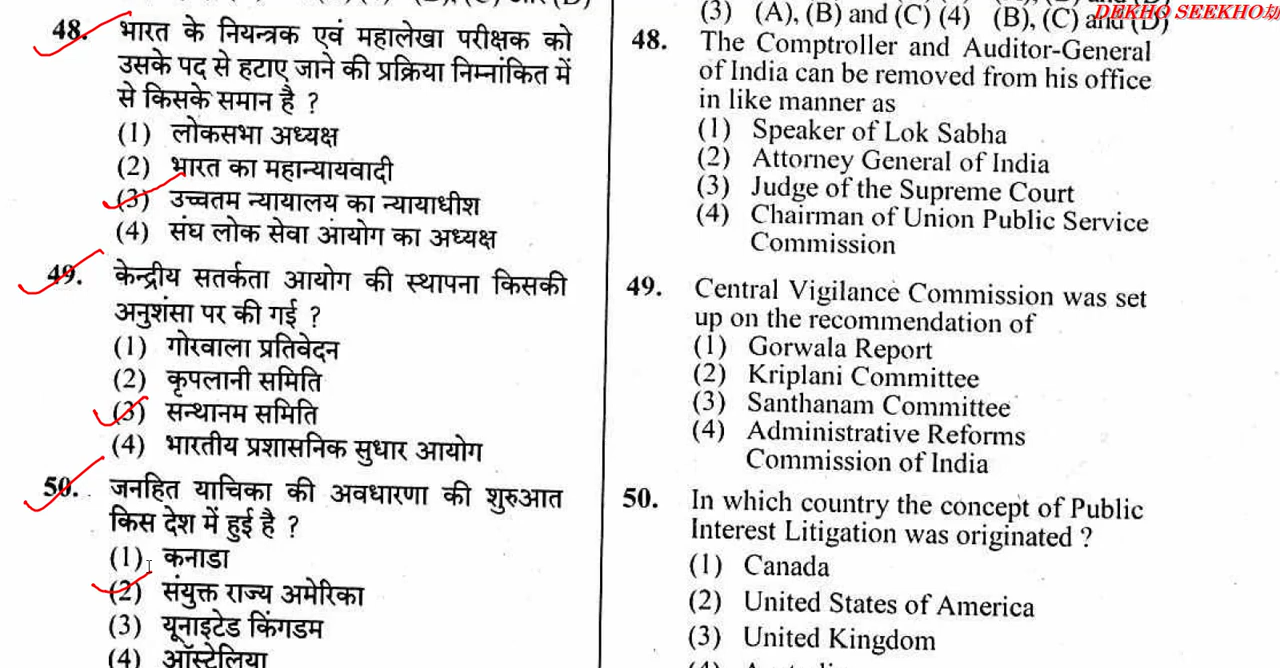 48. भारत के नियन्त्रक एवं महालेखा परीक्षक को
उसके पद से हटाए जाने की प्रक्रिया निम्नांकित में
से किसके समान है ?
(1) लोकसभा अध्यक्ष
(2) भारत का महान्यायवादी
(3) उच्चतम न्यायालय का न्यायाधीश
(4) संघ लोक सेवा आयोग का अध्यक्ष
49. केन्द्रीय सतर्कता आयोग की स्थापना किसकी
अनुशंसा पर की गई ?
(1) गोरवाला प्रतिवेदन
(2) कृपलानी समिति
(3) सन्थानम समिति
(4) भारतीय प्रशासनिक सुधार आयोग
50. जनहित याचिका की अवधारणा की शुरुआत
किस देश में हुई है ?
(1) कनाडा
(2) संयुक्त राज्य अमेरिका
(3) यूनाइटेड किंगडम
(4) ऑस्ट्रेलिया
(3) (A), (B) and (C) (4) (B), (C) and (D)
DEKHO SEEKHO
48. The Comptroller and Auditor-General
of India can be removed from his office
in like manner as
(1) Speaker of Lok Sabha
(2) Attorney General of India
(3) Judge of the Supreme Court
(4) Chairman of Union Public Service
Commission
49. Central Vigilance Commission was set
up on the recommendation of
(1) Gorwala Report
(2) Kriplani Committee
(3) Santhanam Committee
(4) Administrative Reforms
Commission of India
50. In which country the concept of Public
Interest Litigation was originated ?
(1) Canada
(2) United States of America
(3) United Kingdom